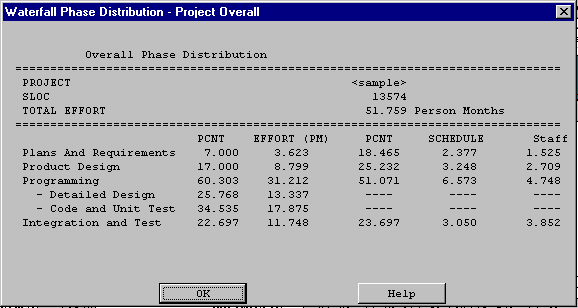 Waterfall Phase Distribution - Project Overall
Overall Phase Distribution
PROJECT <sample>
SLOC 13574
TOTAL EFFORT 51.759 Person Months
PCNT EFFORT (PM) PCNT SCHEDULE Staff
Plans And Requirements 7.000 3.623 18.465 2.377 1.525
Product Design 17.000 8.799 25.232 3.248 2.709
Programming 60.303 31.212 51.071 6.573 4.748
- Detailed Design 25.768 13.337 ---- ---- ----
- Code and Unit Test 34.535 17.875 ---- ---- ----
Integration and Test 22.697 11.748 23.697 3.050 3.852
OK Help